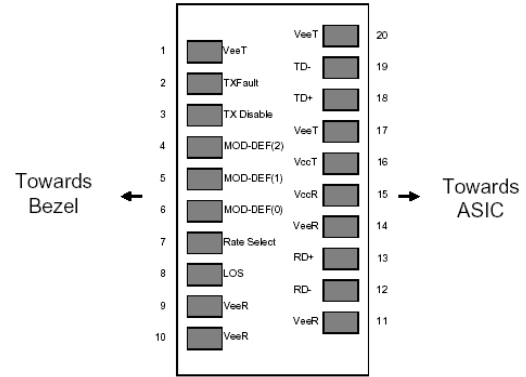 VeeT 20
1 VeeT
TD- 19
2 TXFault
TD+ 18
3 TX Disable
VeeT 17
4 MOD-DEF(2)
VccT 16
5 MOD-DEF(1)
Towards
Bezel
VccR 15
Towards
ASIC
6 MOD-DEF(0)
VeeR 14
7 Rate Select
RD+ 13
8 LOS
RD- 12
9 VeeR
VeeR 11
10 VeeR